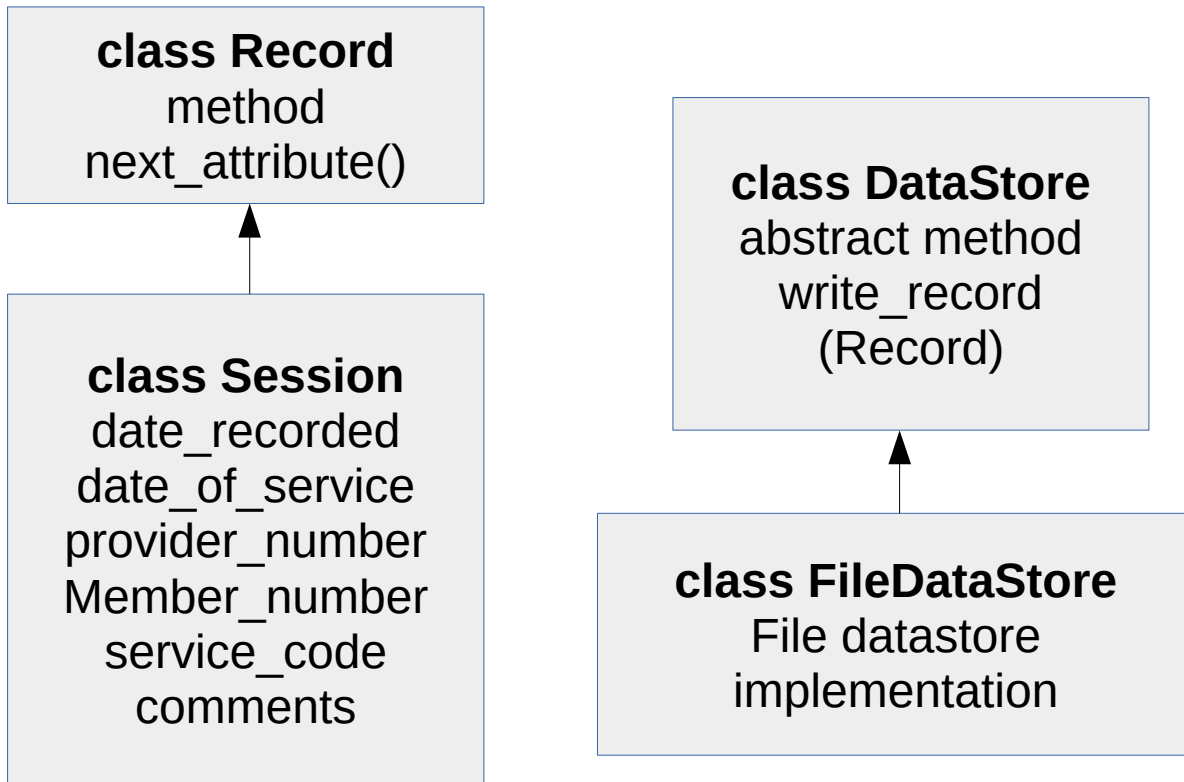 class Record
method
next_attribute()
class Session
date_recorded
date_of_service
provider_number
Member_number
service_code
comments
class DataStore
abstract method
write_record
(Record)
class FileDataStore
File datastore
implementation